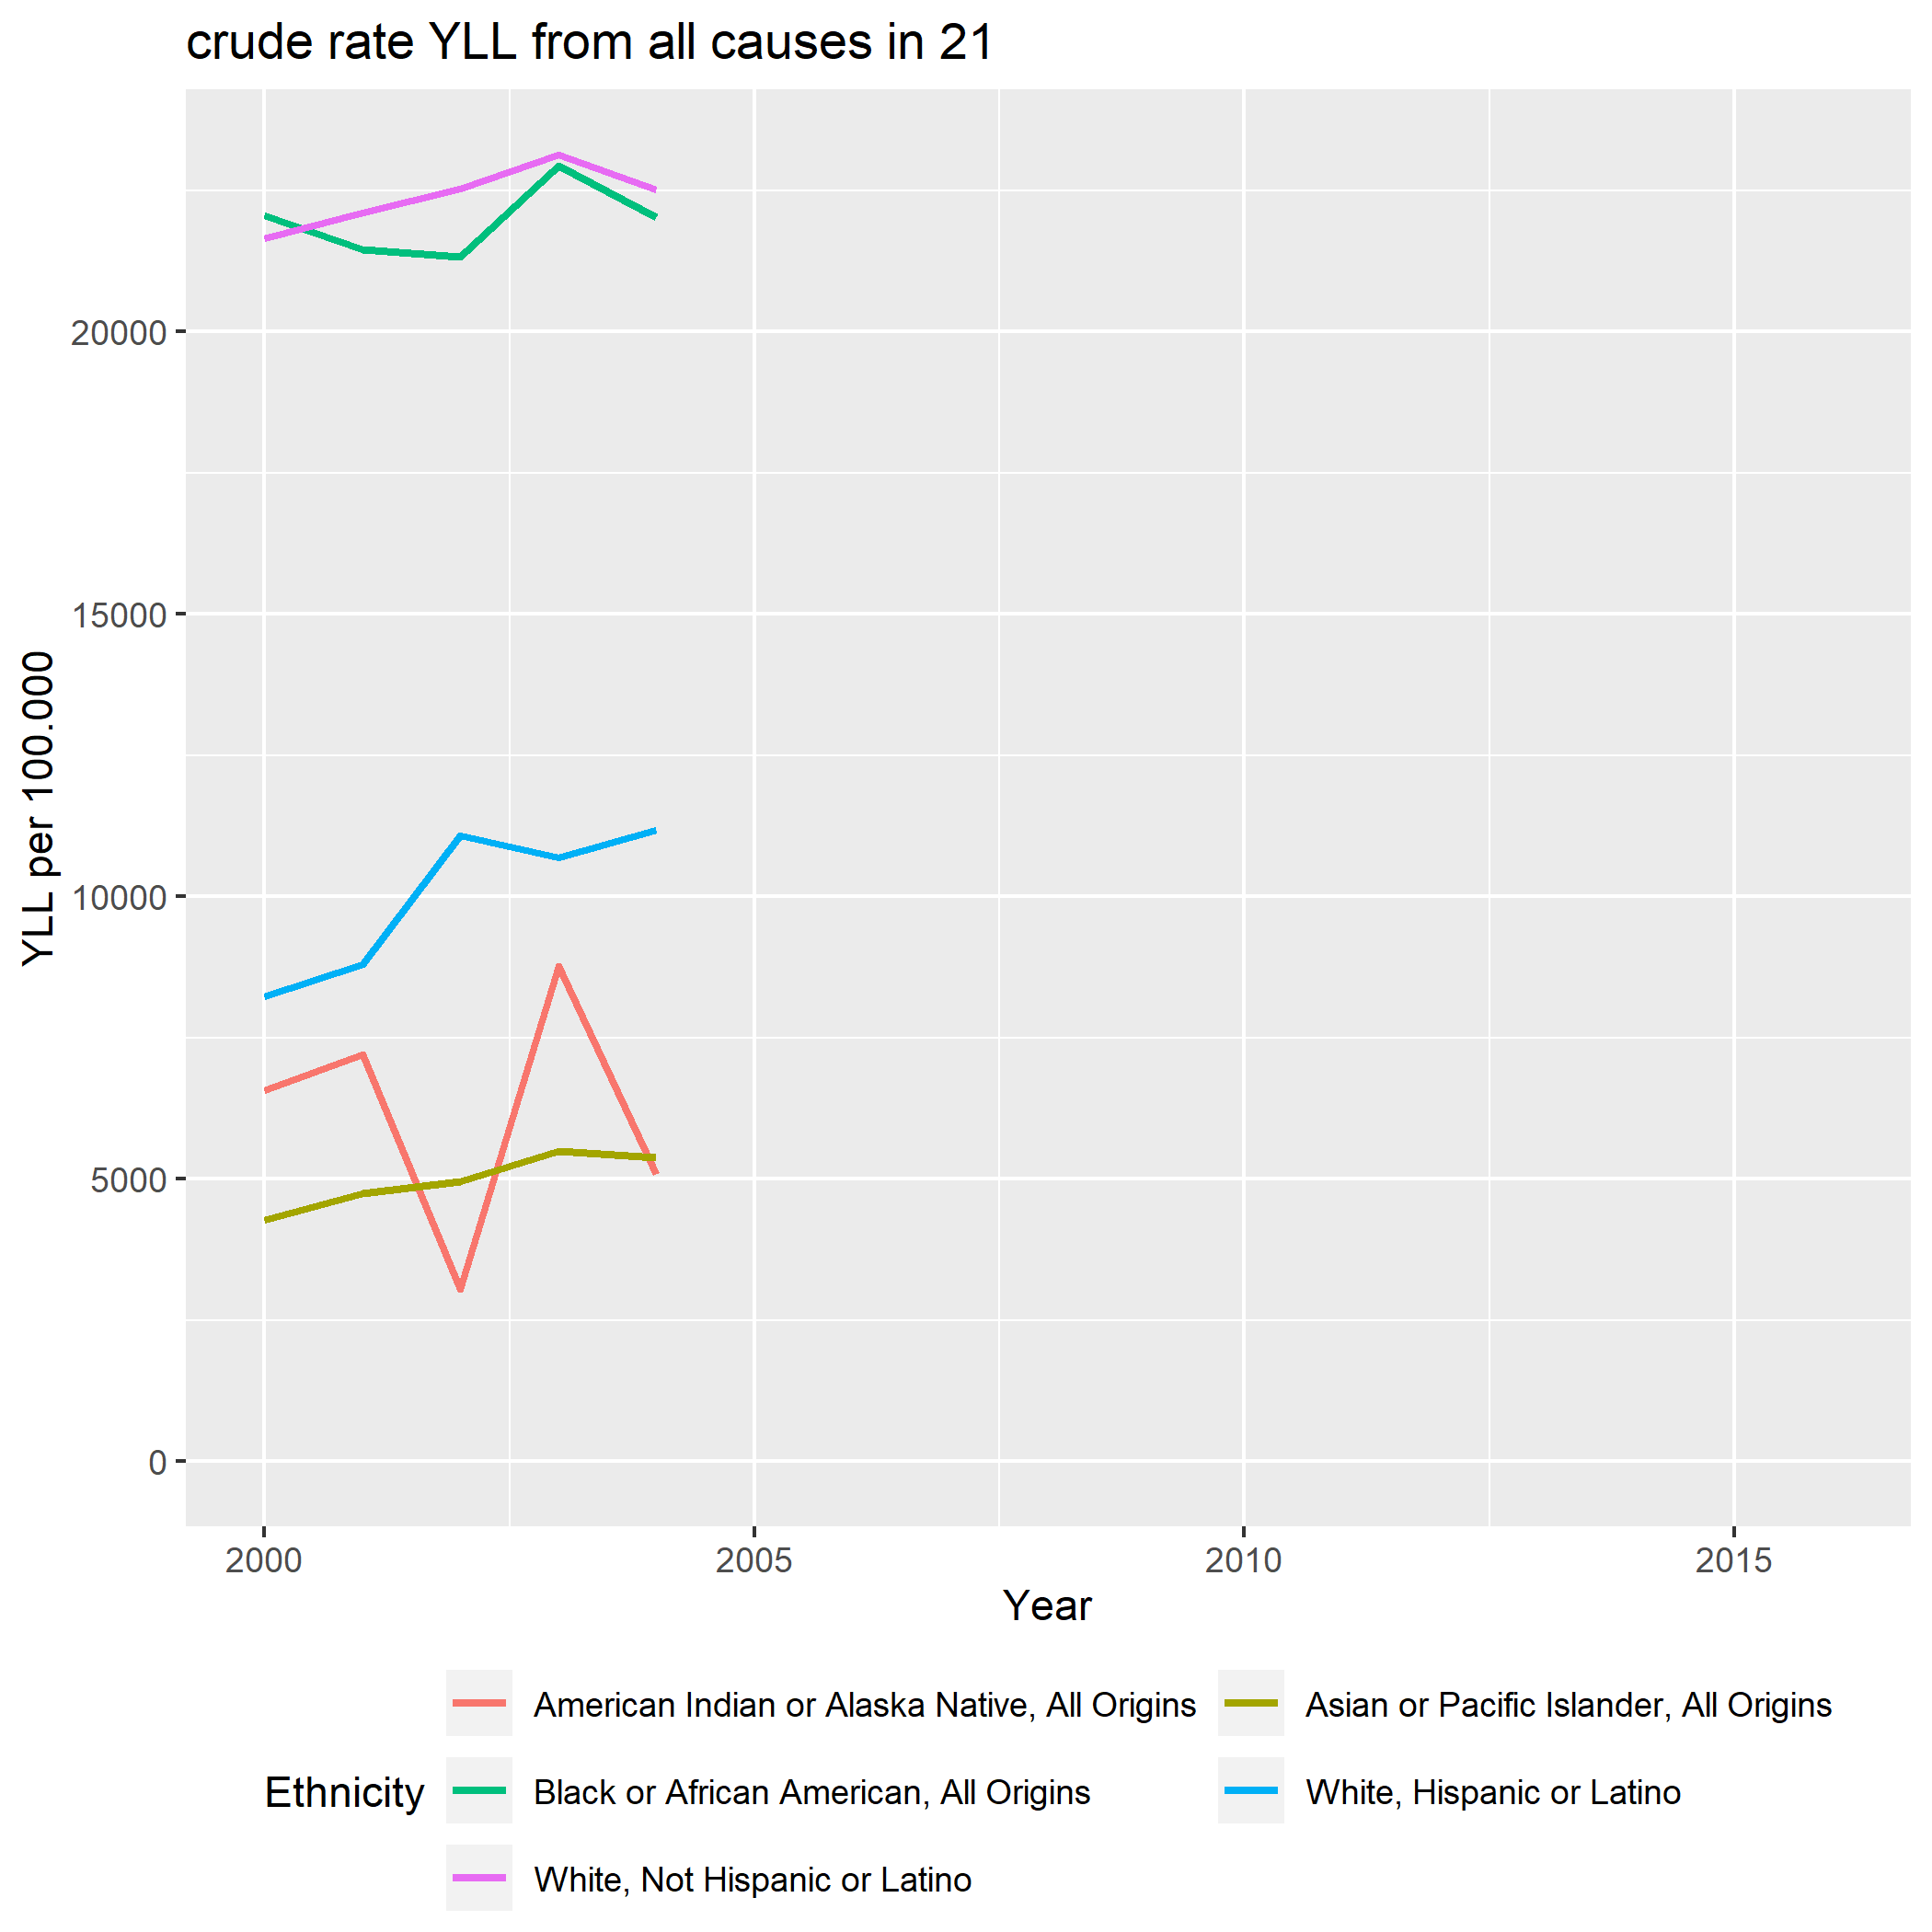 crude rate YLL from all causes in 21
YLL per 100.000
20000
15000
10000
5000
0
2000 2005 2010 2015
Year
Ethnicity
American Indian or Alaska Native, All Origins
Asian or Pacific Islander, All Origins
Black or African American, All Origins
White, Hispanic or Latino
White, Not Hispanic or Latino